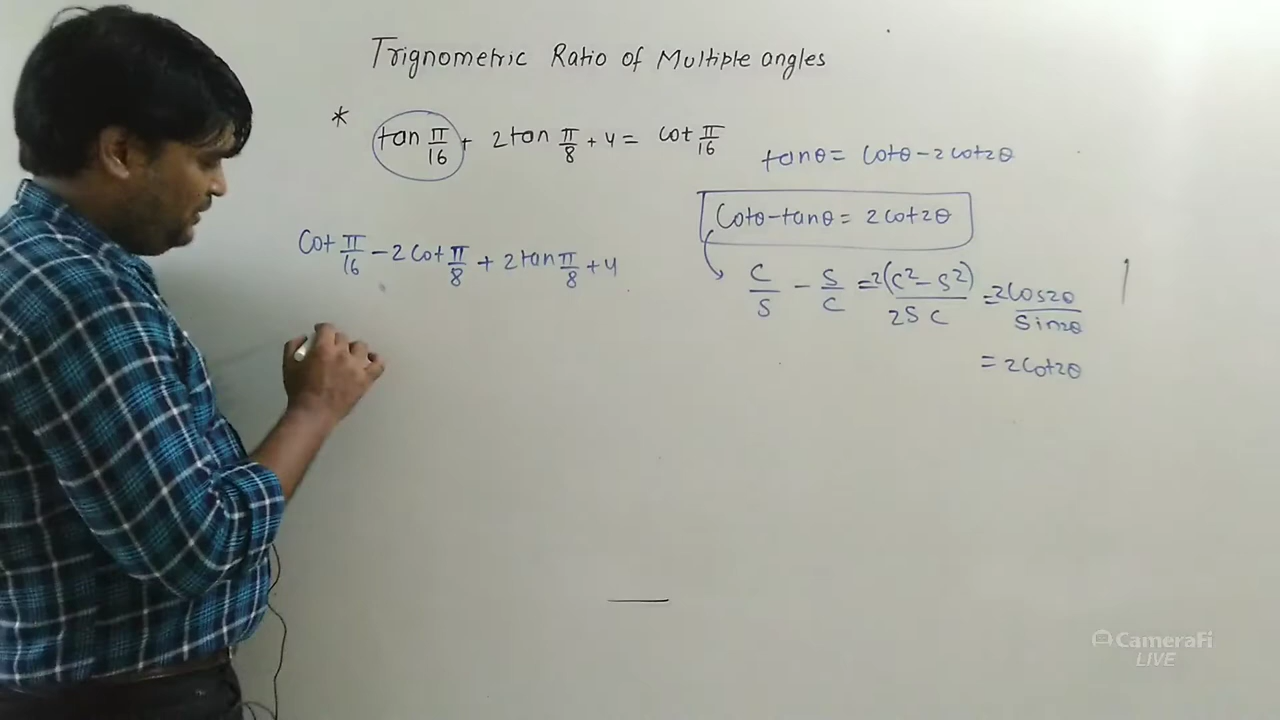 Trignometric Ratio of Multiple angles
* tan π/16 + 2tan π/8 + 4 = cot π/16
tanθ = cotθ - 2cot2θ
Cotθ - tanθ = 2cot2θ
Cot π/16 - 2cot π/8 + 2tan π/8 + 4
C/S - S/C = 2(C² - S²)/2SC = 2Cos2θ/Sin2θ
= 2Cot2θ
CameraFi
LIVE